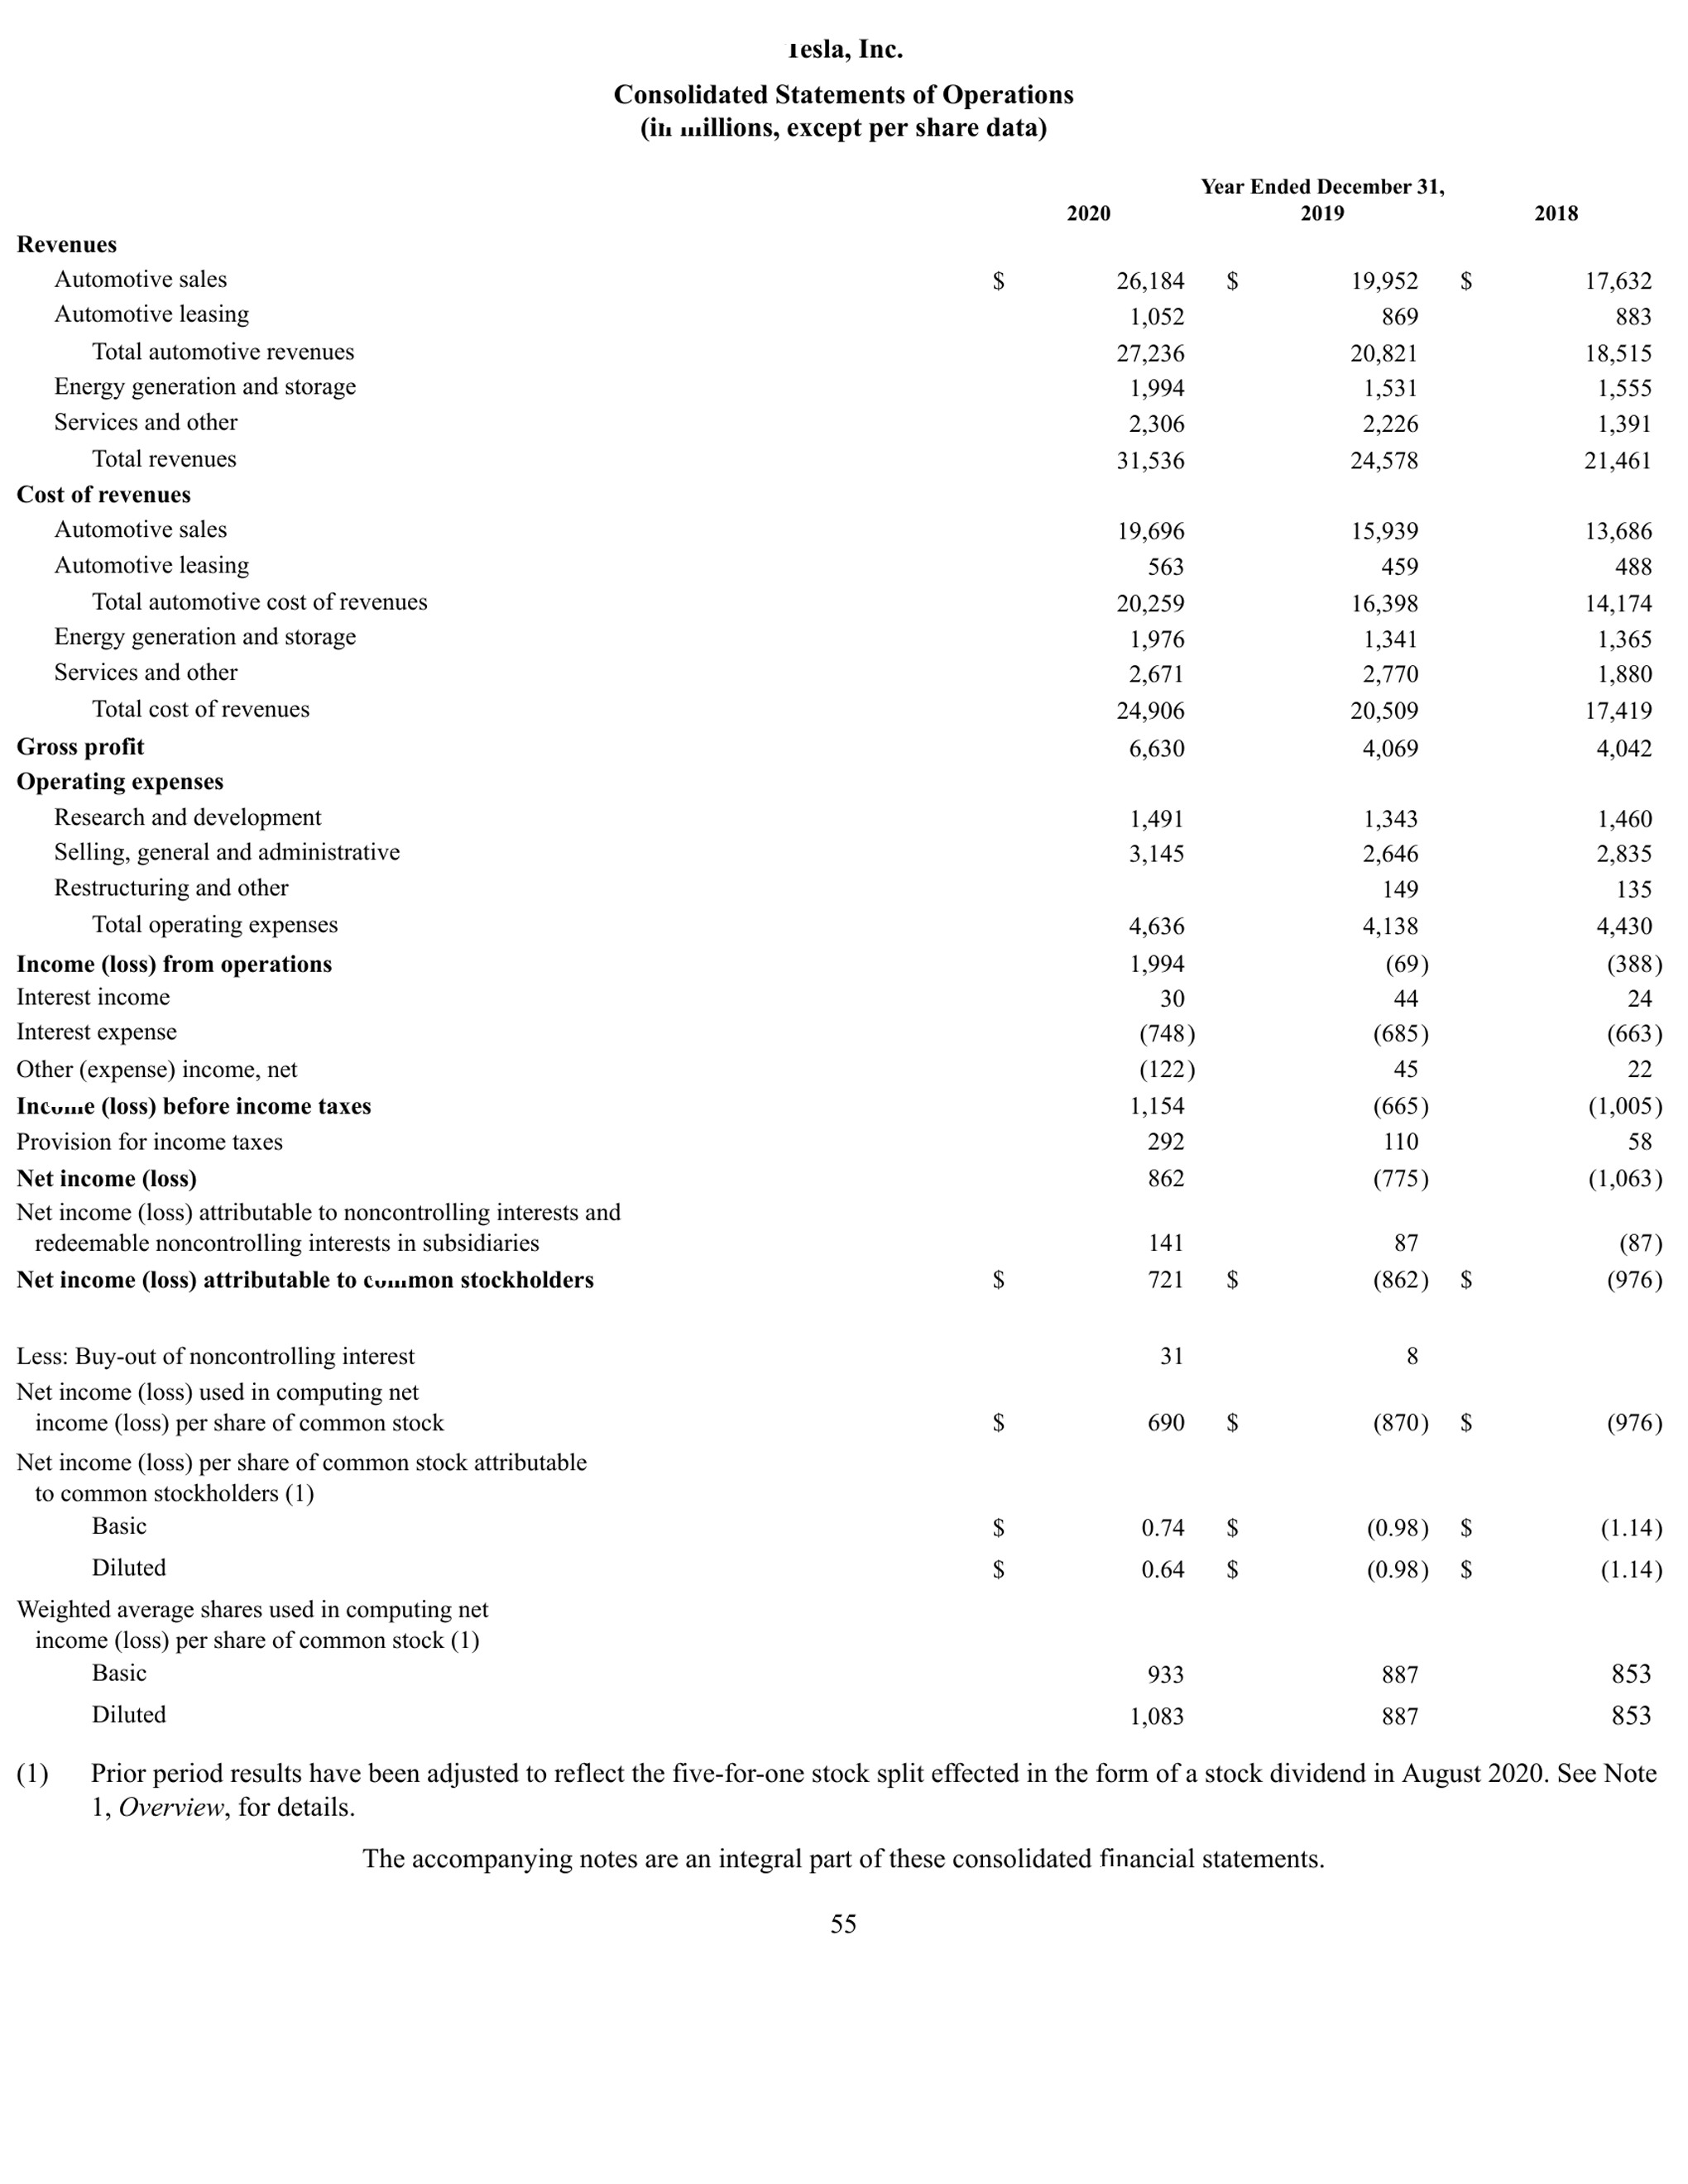 Tesla, Inc.
Consolidated Statements of Operations
(in millions, except per share data)
Year Ended December 31,
2020 2019 2018
Revenues
Automotive sales $ 26,184 $ 19,952 $ 17,632
Automotive leasing 1,052 869 883
Total automotive revenues 27,236 20,821 18,515
Energy generation and storage 1,994 1,531 1,555
Services and other 2,306 2,226 1,391
Total revenues 31,536 24,578 21,461
Cost of revenues
Automotive sales 19,696 15,939 13,686
Automotive leasing 563 459 488
Total automotive cost of revenues 20,259 16,398 14,174
Energy generation and storage 1,976 1,341 1,365
Services and other 2,671 2,770 1,880
Total cost of revenues 24,906 20,509 17,419
Gross profit 6,630 4,069 4,042
Operating expenses
Research and development 1,491 1,343 1,460
Selling, general and administrative 3,145 2,646 2,835
Restructuring and other 149 135
Total operating expenses 4,636 4,138 4,430
Income (loss) from operations 1,994 (69) (388)
Interest income 30 44 24
Interest expense (748) (685) (663)
Other (expense) income, net (122) 45 22
Income (loss) before income taxes 1,154 (665) (1,005)
Provision for income taxes 292 110 58
Net income (loss) 862 (775) (1,063)
Net income (loss) attributable to noncontrolling interests and
redeemable noncontrolling interests in subsidiaries 141 87 (87)
Net income (loss) attributable to common stockholders $ 721 $ (862) $ (976)
Less: Buy-out of noncontrolling interest 31 8
Net income (loss) used in computing net
income (loss) per share of common stock $ 690 $ (870) $ (976)
Net income (loss) per share of common stock attributable
to common stockholders (1)
Basic $ 0.74 $ (0.98) $ (1.14)
Diluted $ 0.64 $ (0.98) $ (1.14)
Weighted average shares used in computing net
income (loss) per share of common stock (1)
Basic 933 887 853
Diluted 1,083 887 853
(1) Prior period results have been adjusted to reflect the five-for-one stock split effected in the form of a stock dividend in August 2020. See Note
1, Overview, for details.
The accompanying notes are an integral part of these consolidated financial statements.
55